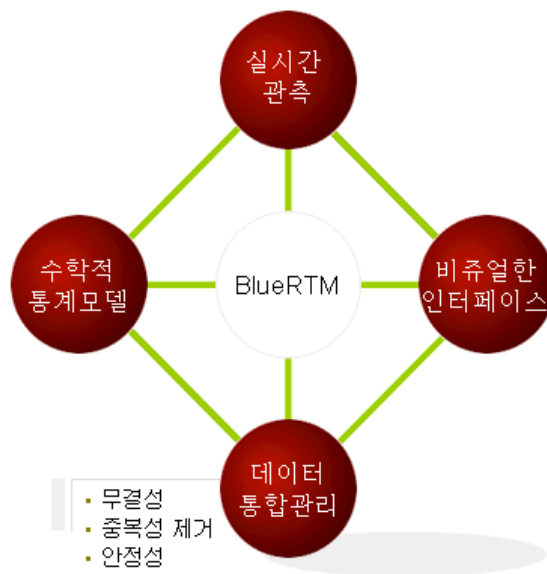 실시간
관측
수학적
통계모델
BlueRTM
비쥬얼한
인터페이스
데이터
통합관리
▪ 무결성
▪ 중복성 제거
▪ 안정성